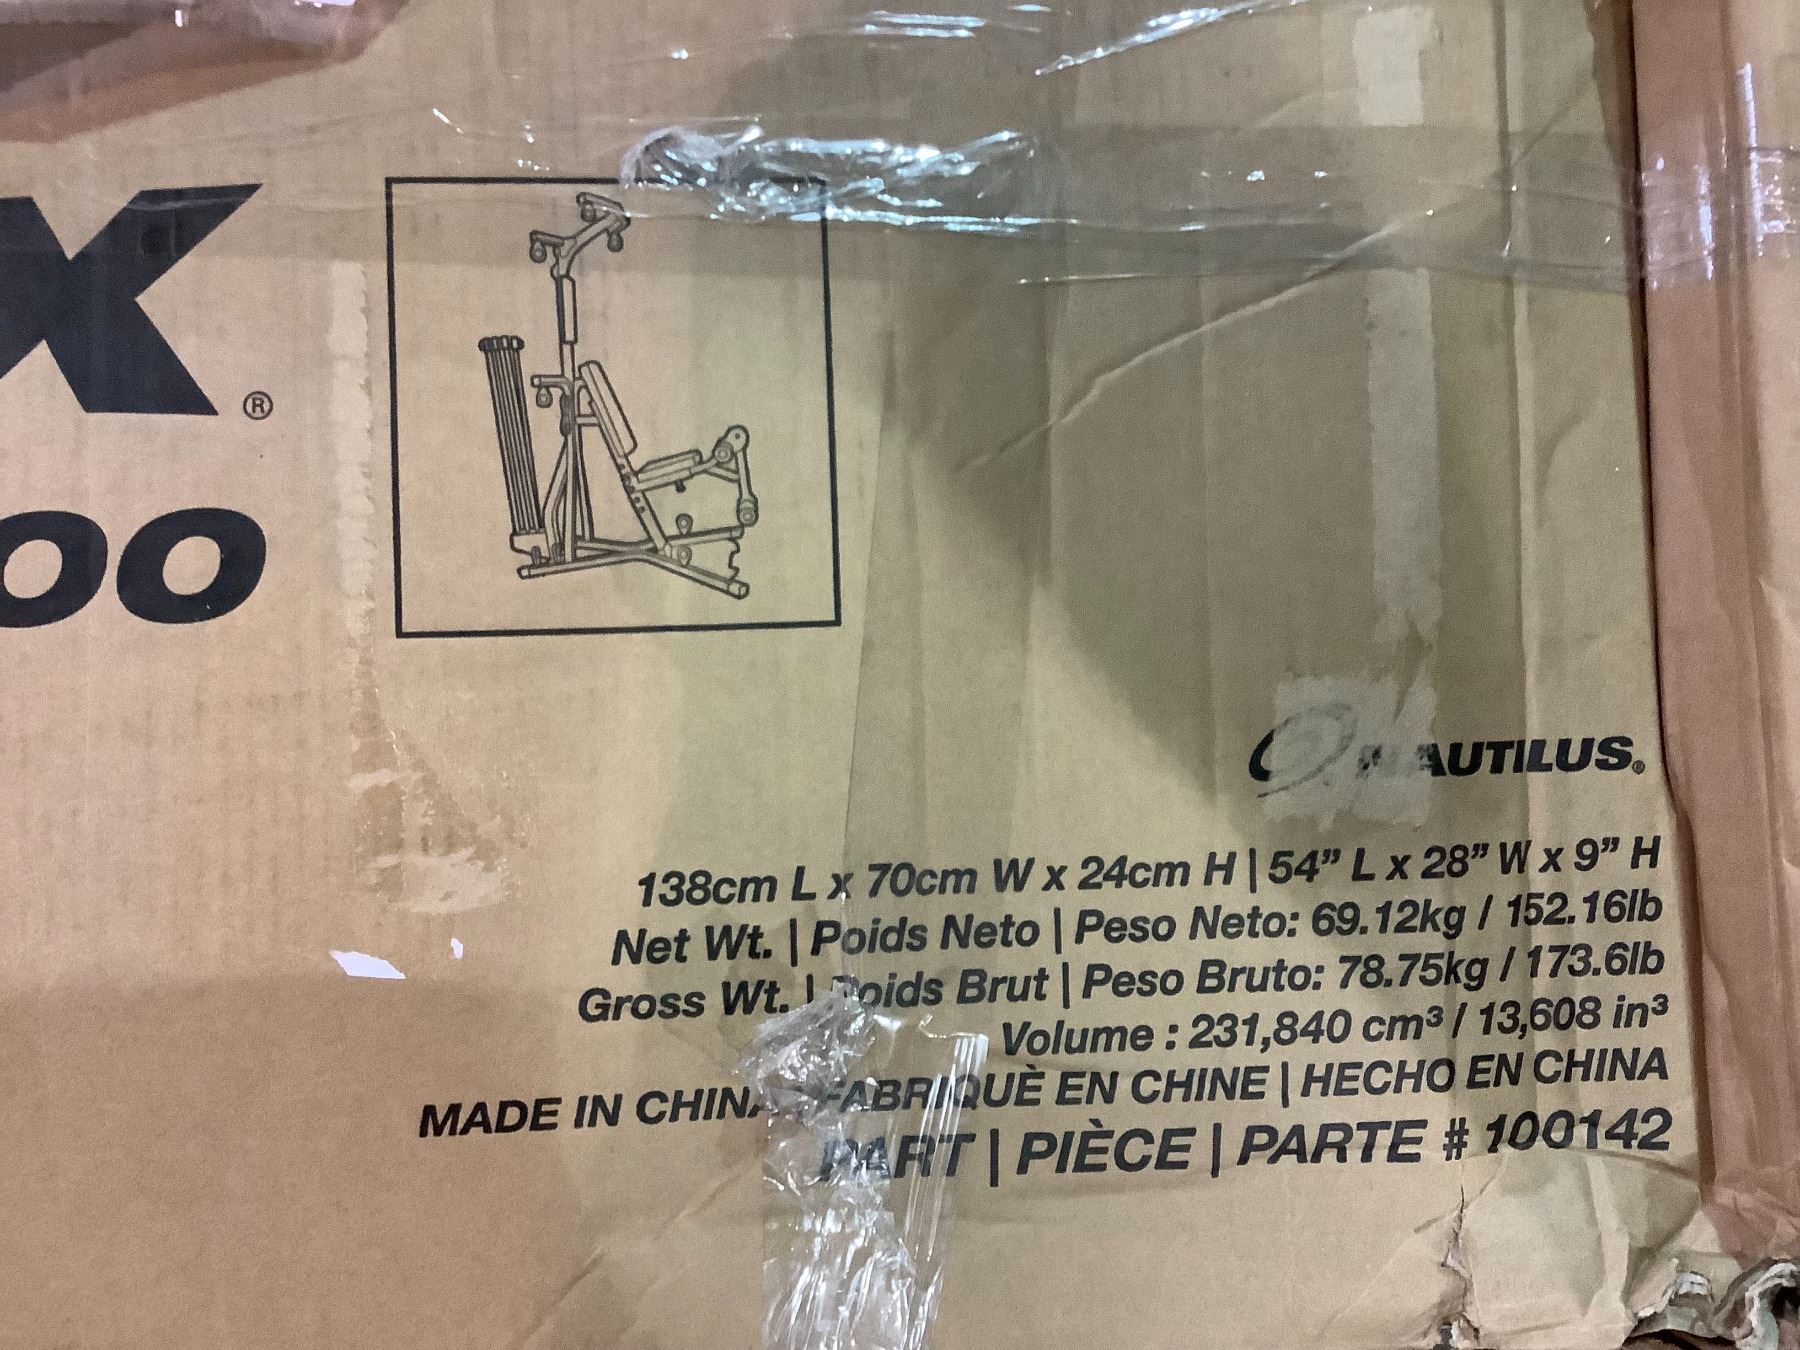 X®
00
NAUTILUS®
138cm L x 70cm W x 24cm H | 54” L x 28” W x 9” H
Net Wt. | Poids Neto | Peso Neto: 69.12kg / 152.16lb
Gross Wt. | Poids Brut | Peso Bruto: 78.75kg / 173.6lb
Volume : 231,840 cm³ / 13,608 in³
MADE IN CHINA | FABRIQUÈ EN CHINE | HECHO EN CHINA
PART | PIÈCE | PARTE # 100142